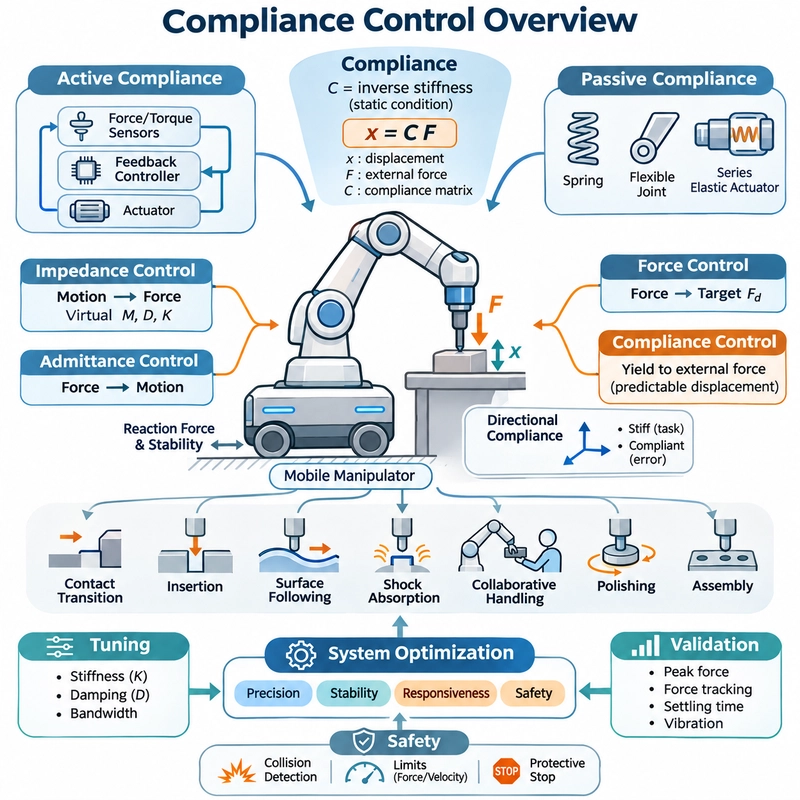 Compliance Control Overview
Active Compliance
Force/Torque
Sensors
Feedback
Controller
Actuator
Compliance
C = inverse stiffness
(static condition)
x = C F
x : displacement
F : external force
C : compliance matrix
Passive Compliance
Spring
Flexible
Joint
Series
Elastic Actuator
Impedance Control
Motion → Force
Virtual M, D, K
Admittance Control
Force → Motion
F
x
Force Control
Force → Target Fd
Compliance Control
Yield to external force
(predictable displacement)
Reaction Force
& Stability
Directional
Compliance
• Stiff (task)
• Compliant
(error)
Mobile Manipulator
Contact
Transition
Insertion
Surface
Following
Shock
Absorption
Collaborative
Handling
Polishing
Assembly
Tuning
• Stiffness (K)
• Damping (D)
• Bandwidth
System Optimization
Precision
Stability
Responsiveness
Safety
Validation
• Peak force
• Force tracking
• Settling time
• Vibration
Safety
Collision
Detection
Limits
(Force/Velocity)
STOP
Protective
Stop